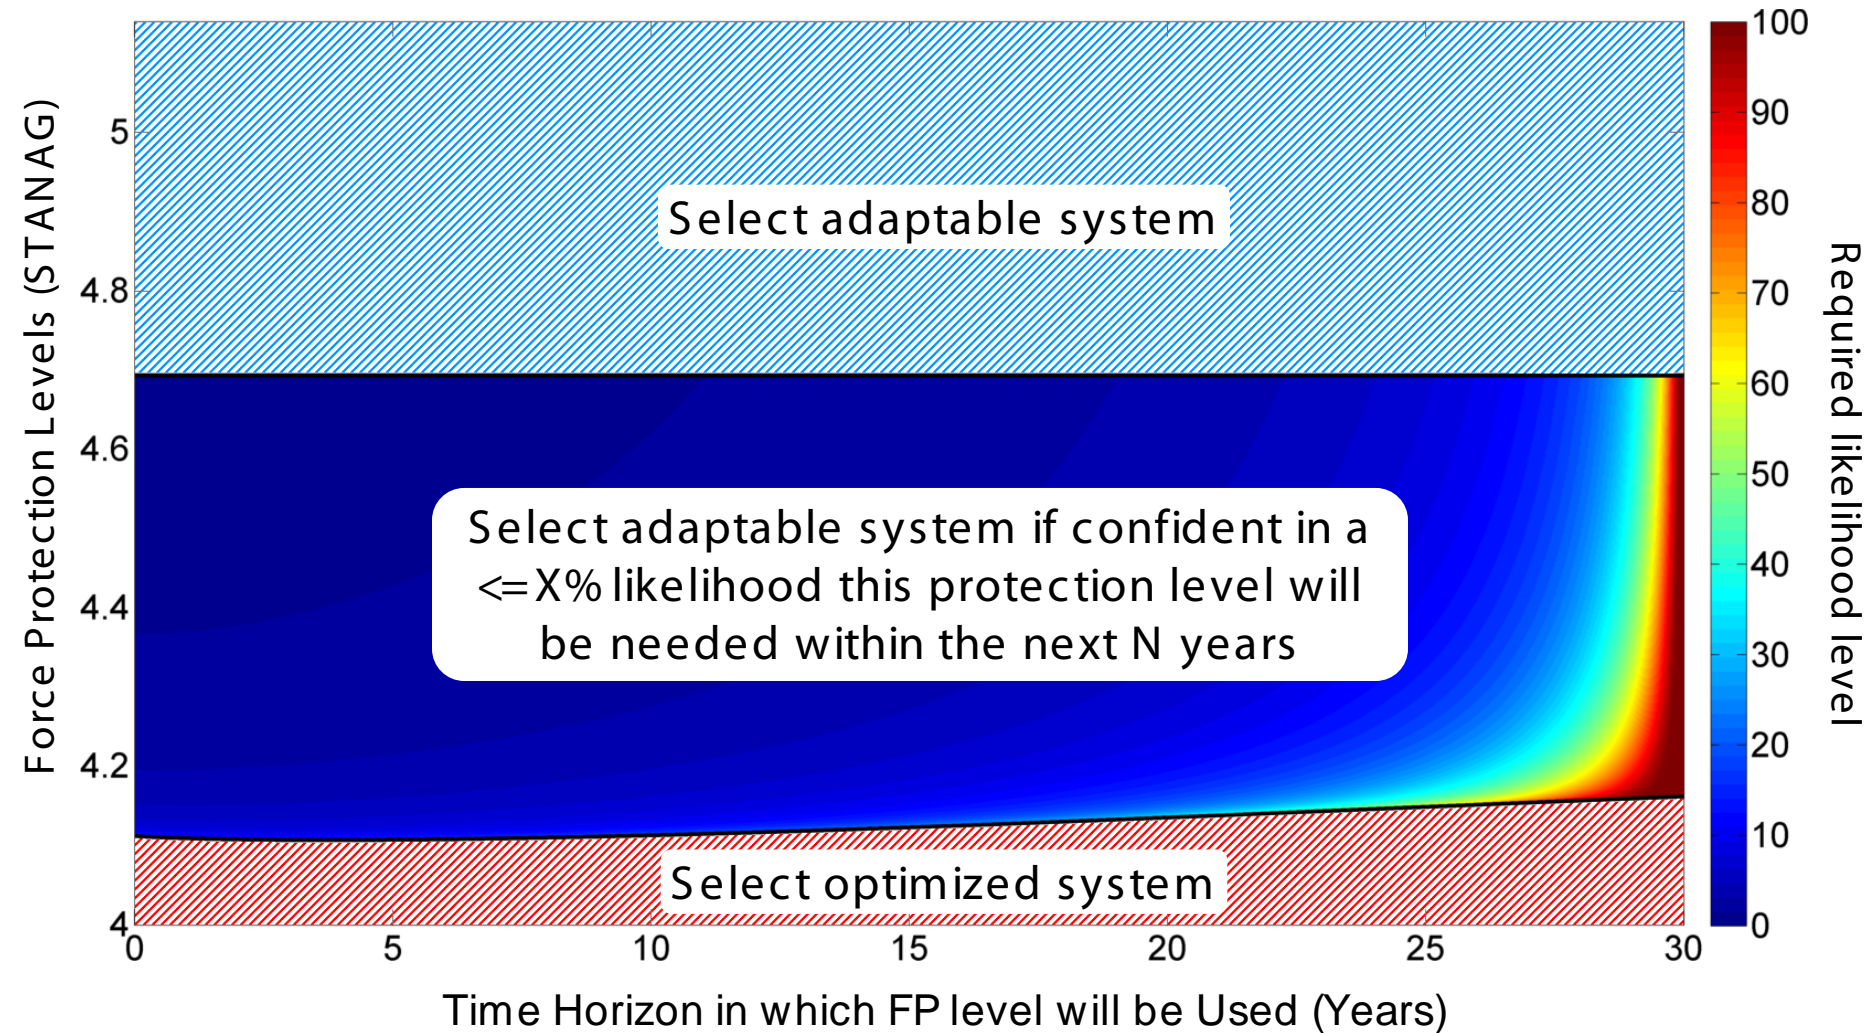 Force Protection Levels (STANAG)
5
4.8
4.6
4.4
4.2
4
Select adaptable system
Select adaptable system if confident in a
<=X% likelihood this protection level will
be needed within the next N years
Select optimized system
0 5 10 15 20 25 30
Time Horizon in which FP level will be Used (Years)
100
90
80
70
60
50
40
30
20
10
0
Required likelihood level